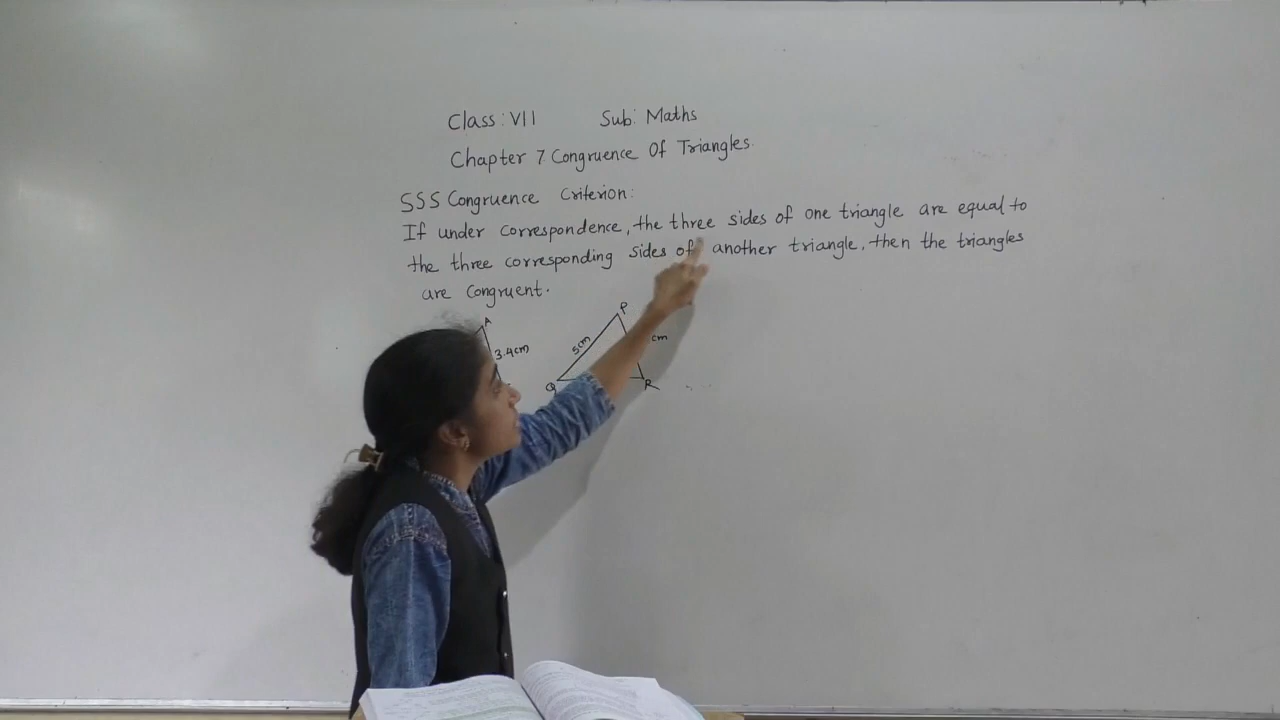 Class: VII Sub: Maths
Chapter 7 Congruence Of Triangles.
SSS Congruence Criterion:
If under correspondence, the three sides of one triangle are equal to
the three corresponding sides of another triangle, then the triangles
are congruent.
A
3.4cm
P
5cm
cm
Q
R